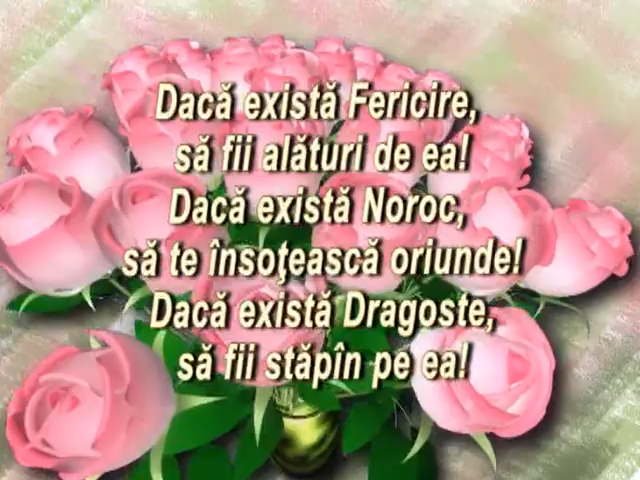 Dacă există Fericire,
să fii alături de ea!
Dacă există Noroc,
să te însoţească oriunde!
Dacă există Dragoste,
să fii stăpîn pe ea!